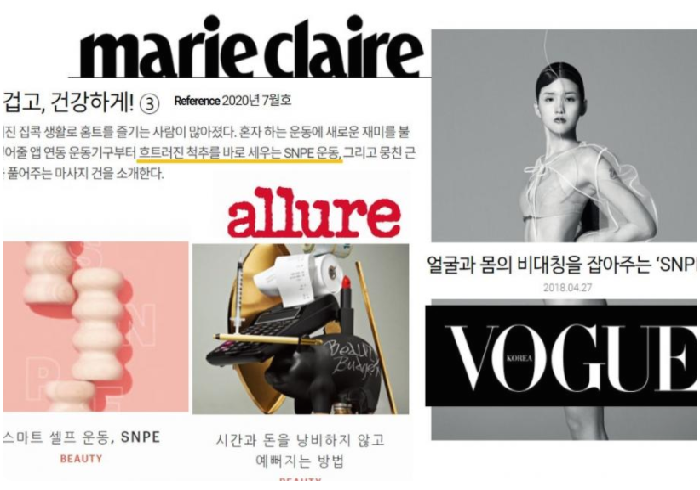 marie claire
겁고, 건강하게! ③ Reference 2020년 7월호
진 집콕 생활로 홈트를 즐기는 사람이 많아졌다. 혼자 하는 운동에 새로운 재미를 불
어줄 앱 연동 운동기구부터 흐트러진 척추를 바로 세우는 SNPE 운동, 그리고 뭉친 근
풀어주는 마사지 건을 소개한다.
allure
S
N
P
E
Beauty
Budget
스마트 셀프 운동, SNPE
BEAUTY
시간과 돈을 낭비하지 않고
예뻐지는 방법
BEAUTY
얼굴과 몸의 비대칭을 잡아주는 ‘SNP
2018.04.27
VOGUE
KOREA